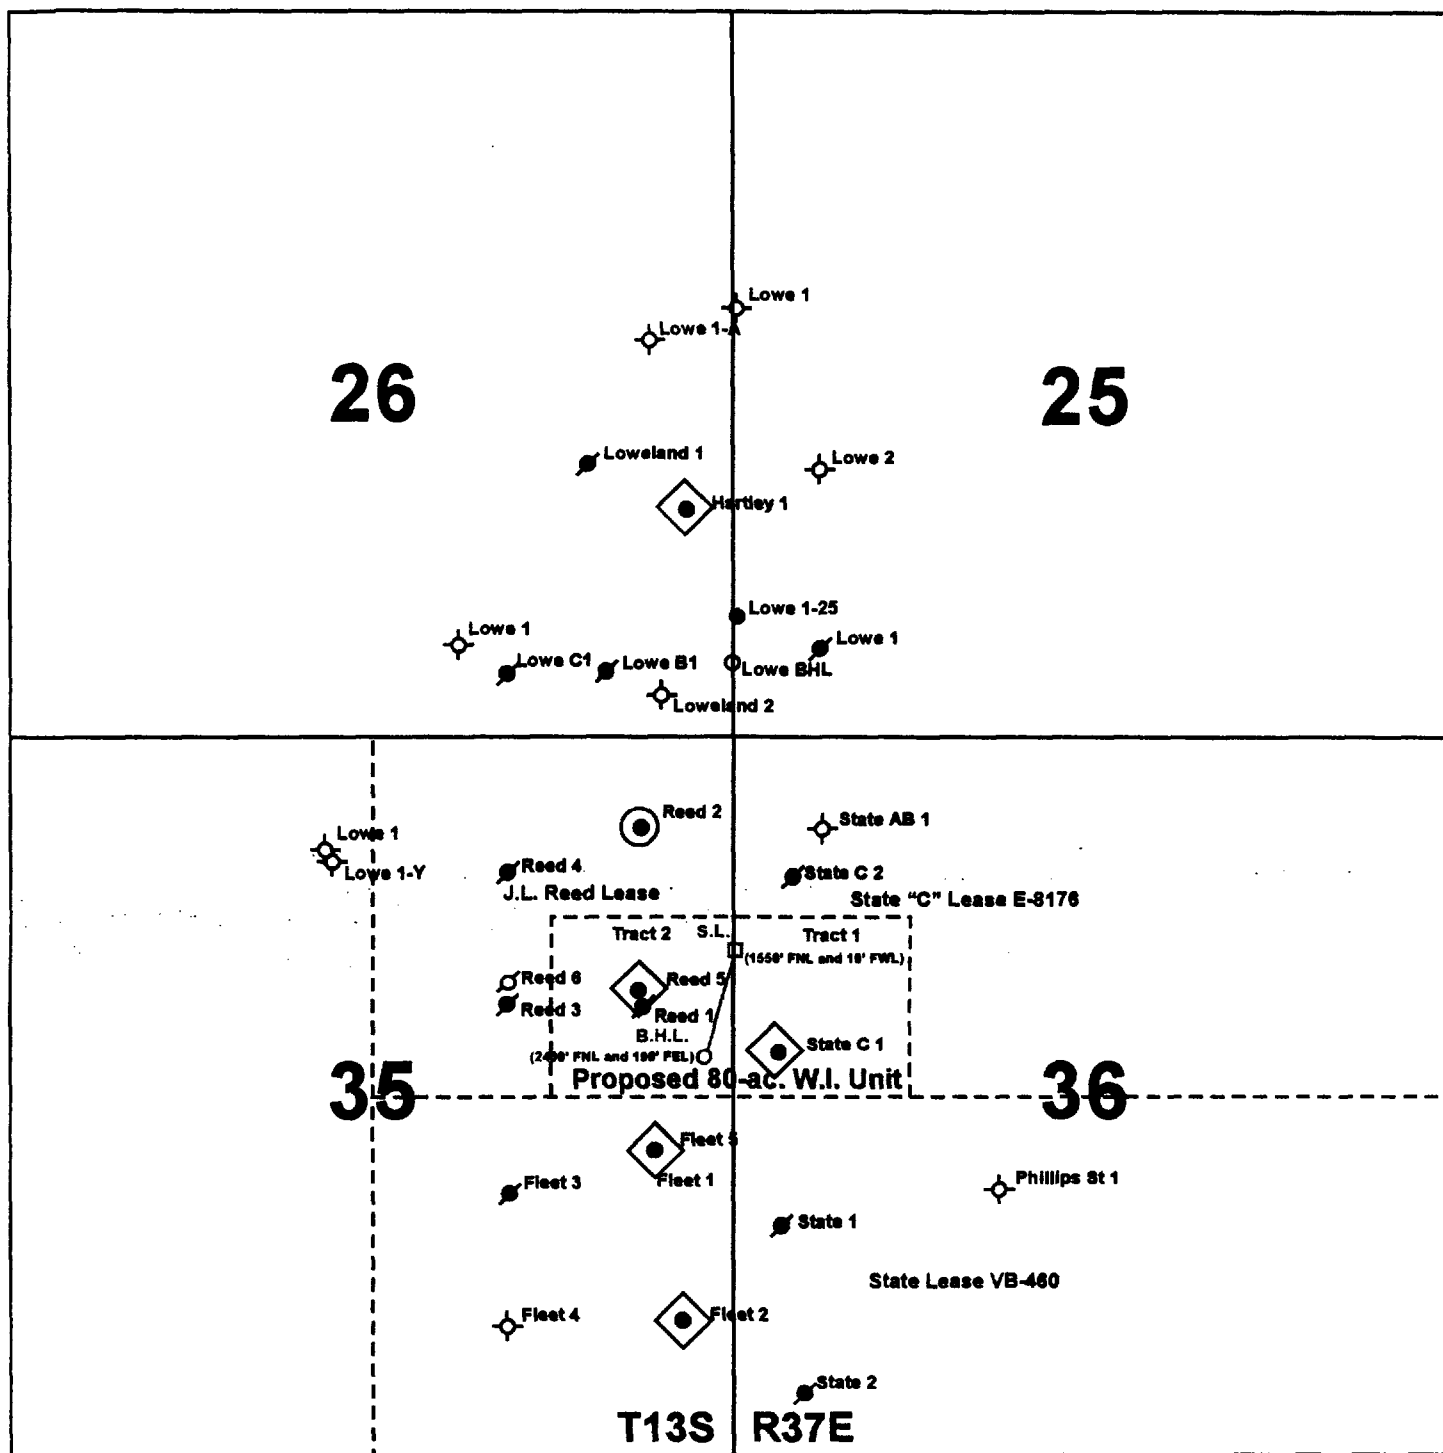 Lowe 1
Lowe 1-A
26
25
Loweland 1
Lowe 2
Hartley 1
Lowe 1-25
Lowe 1
Lowe 1
Lowe C1
Lowe B1
Lowe BHL
Loweland 2
Reed 2
State AB 1
Lowe 1
Lowe 1-Y
Reed 4
State C 2
J.L. Reed Lease
State "C" Lease E-8176
Tract 2
S.L.
Tract 1
FNL and FWL)
Reed 6
Reed 5
Reed 3
Reed 1
B.H.L.
State C 1
FNL and FEL)
Proposed 80-ac. W.I. Unit
35
36
Fleet 5
Fleet 3
Fleet 1
Phillips St 1
State 1
State Lease VB-460
Fleet 4
Fleet 2
State 2
T13S R37E